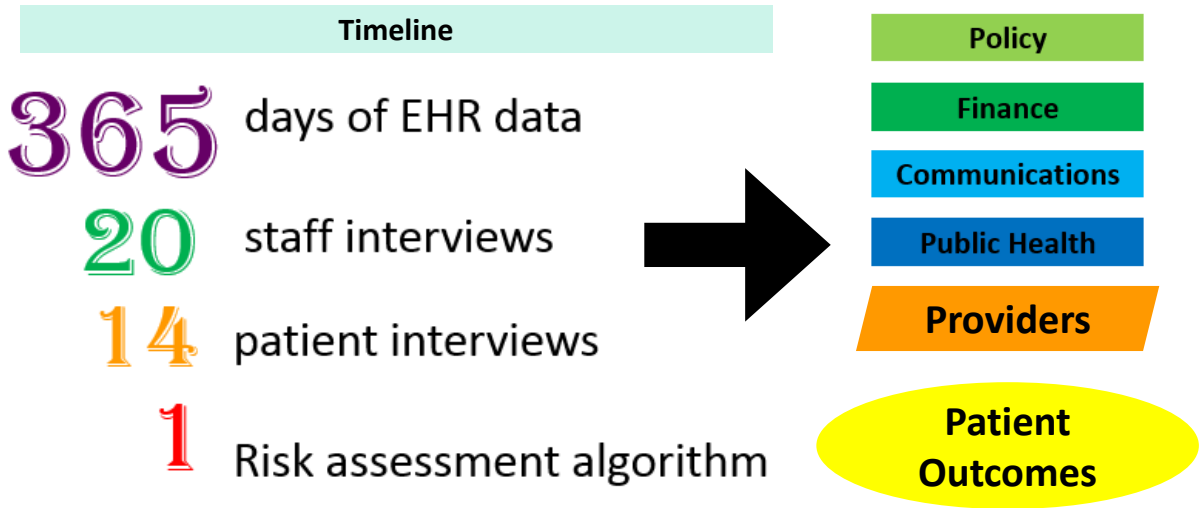 Timeline
365 days of EHR data
20 staff interviews
14 patient interviews
1 Risk assessment algorithm
Policy
Finance
Communications
Public Health
Providers
Patient
Outcomes